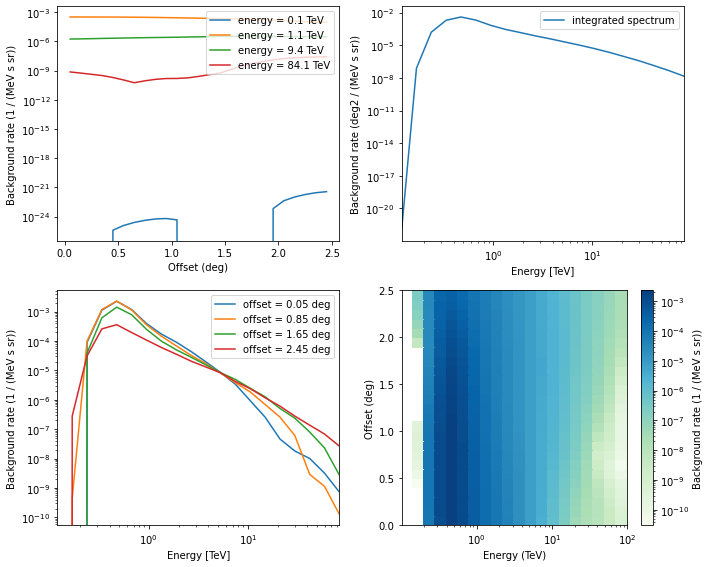 energy = 0.1 TeV
energy = 1.1 TeV
energy = 9.4 TeV
energy = 84.1 TeV
Background rate (1 / (MeV s sr))
10⁻³
10⁻⁶
10⁻⁹
10⁻¹²
10⁻¹⁵
10⁻¹⁸
10⁻²¹
10⁻²⁴
0.0 0.5 1.0 1.5 2.0 2.5
Offset (deg)
integrated spectrum
Background rate (deg2 / (MeV s sr))
10⁻²
10⁻⁵
10⁻⁸
10⁻¹¹
10⁻¹⁴
10⁻¹⁷
10⁻²⁰
10⁰ 10¹
Energy [TeV]
offset = 0.05 deg
offset = 0.85 deg
offset = 1.65 deg
offset = 2.45 deg
Background rate (1 / (MeV s sr))
10⁻³
10⁻⁴
10⁻⁵
10⁻⁶
10⁻⁷
10⁻⁸
10⁻⁹
10⁻¹⁰
10⁰ 10¹
Energy [TeV]
Offset (deg)
2.5
2.0
1.5
1.0
0.5
0.0
10⁰ 10¹ 10²
Energy (TeV)
10⁻³
10⁻⁴
10⁻⁵
10⁻⁶
10⁻⁷
10⁻⁸
10⁻⁹
10⁻¹⁰
Background rate (1 / (MeV s sr))